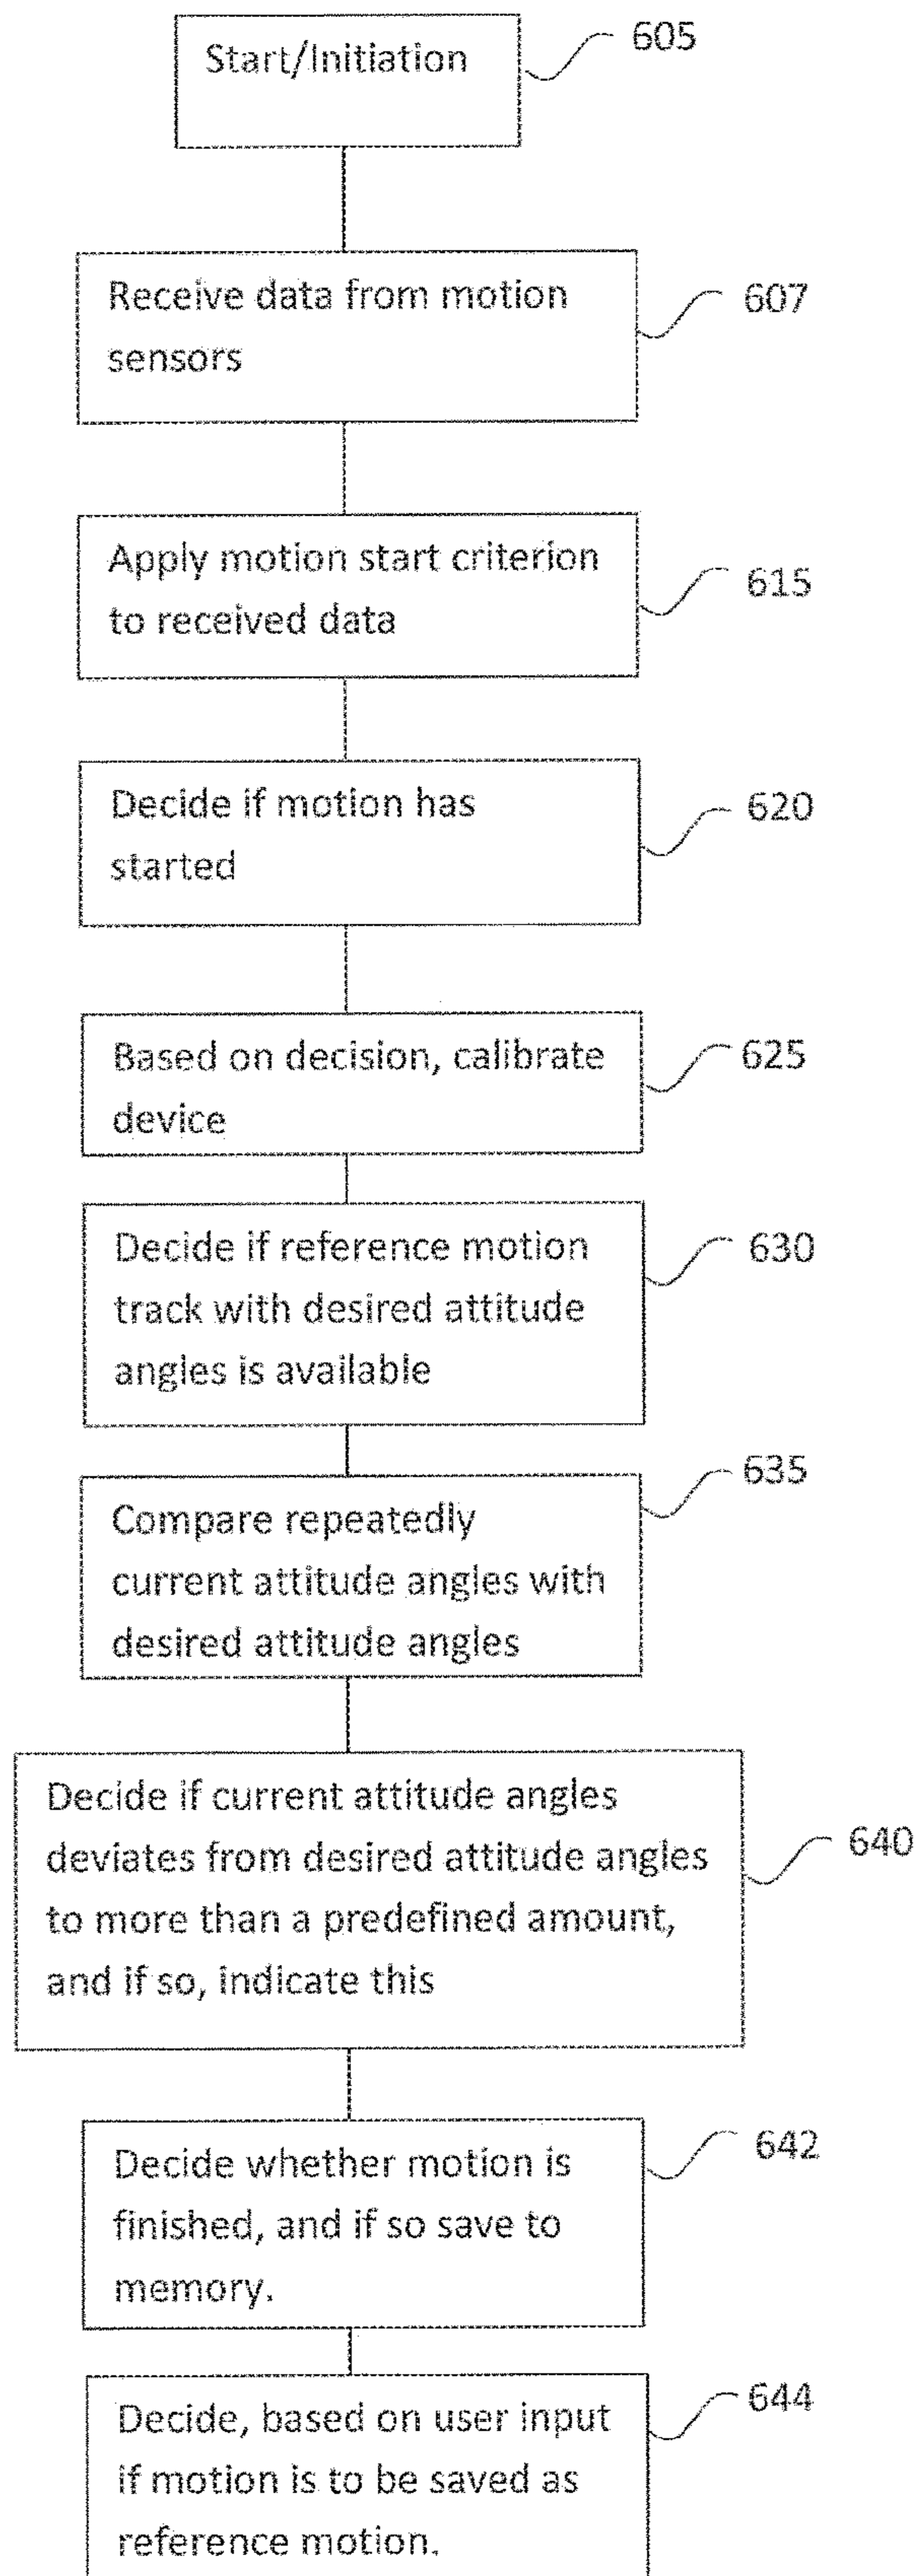 Start/Initiation
605
Receive data from motion
sensors
607
Apply motion start criterion
to received data
615
Decide if motion has
started
620
Based on decision, calibrate
device
625
Decide if reference motion
track with desired attitude
angles is available
630
Compare repeatedly
current attitude angles with
desired attitude angles
635
Decide if current attitude angles
deviates from desired attitude angles
to more than a predefined amount,
and if so, indicate this
640
Decide whether motion is
finished, and if so save to
memory.
642
Decide, based on user input
if motion is to be saved as
reference motion.
644